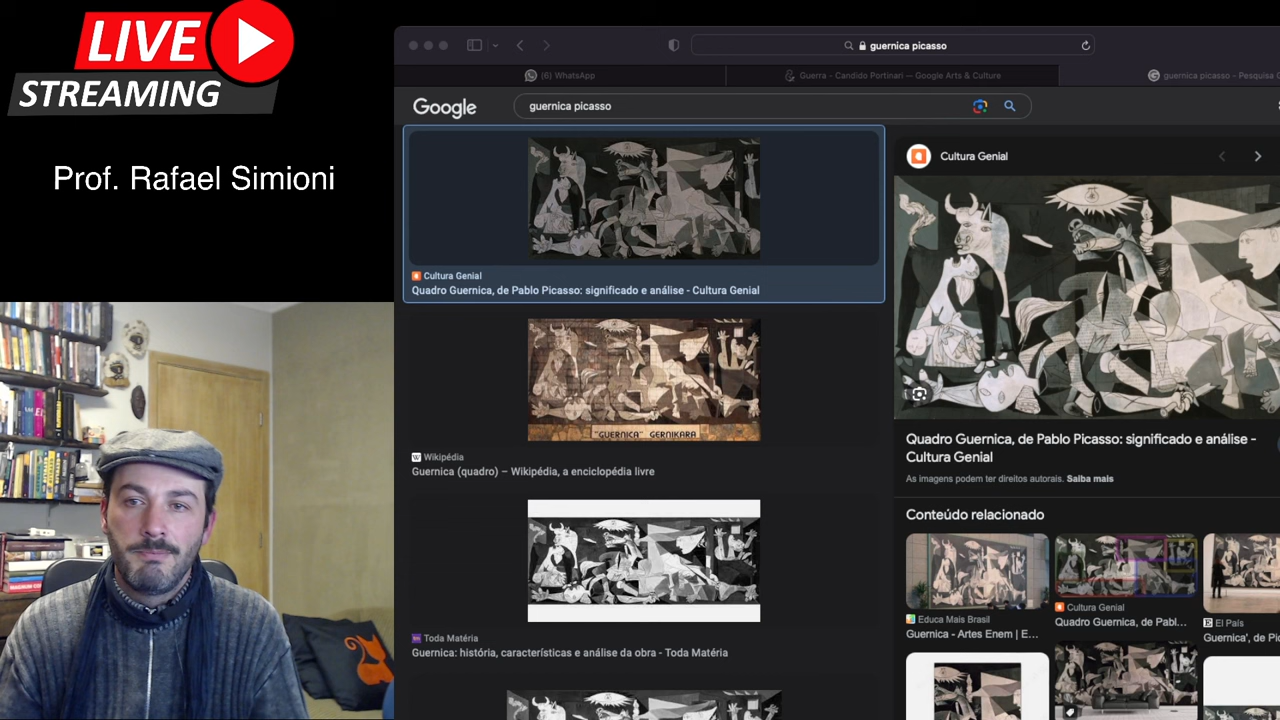 LIVE
STREAMING
Prof. Rafael Simioni
guernica picasso
(6) WhatsApp
Guerra - Candido Portinari — Google Arts & Culture
guernica picasso - Pesquisa
Google
guernica picasso
Cultura Genial
Quadro Guernica, de Pablo Picasso: significado e análise - Cultura Genial
"GUERNICA" GERNIKARA
Wikipédia
Guernica (quadro) – Wikipédia, a enciclopédia livre
Toda Matéria
Guernica: história, características e análise da obra - Toda Matéria
Cultura Genial
Quadro Guernica, de Pablo Picasso: significado e análise -
Cultura Genial
As imagens podem ter direitos autorais. Saiba mais
Conteúdo relacionado
Educa Mais Brasil
Guernica - Artes Enem | E...
Cultura Genial
Quadro Guernica, de Pabl...
El País
Guernica', de Pic